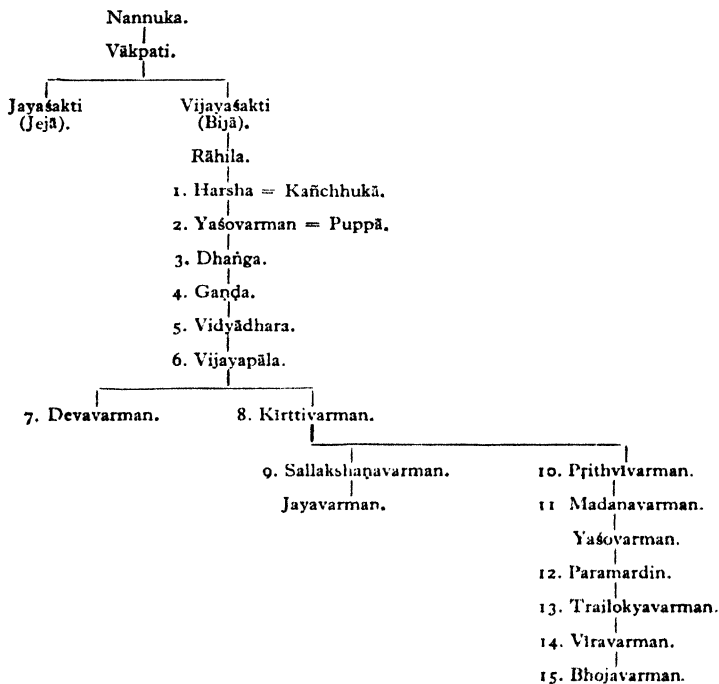 Nannuka.
Vākpati.
Jayaśakti Vijayaśakti
(Jejā). (Bijā).
Rāhila.
1. Harsha = Kañchhukā.
2. Yaśovarman = Puppā.
3. Dhaṅga.
4. Gaṇḍa.
5. Vidyādhara.
6. Vijayapāla.
7. Devavarman. 8. Kīrttivarman.
9. Sallakshaṇavarman. 10. Pṛithvīvarman.
Jayavarman. 11 Madanavarman.
Yaśovarman.
12. Paramardin.
13. Trailokyavarman.
14. Vīravarman.
15. Bhojavarman.